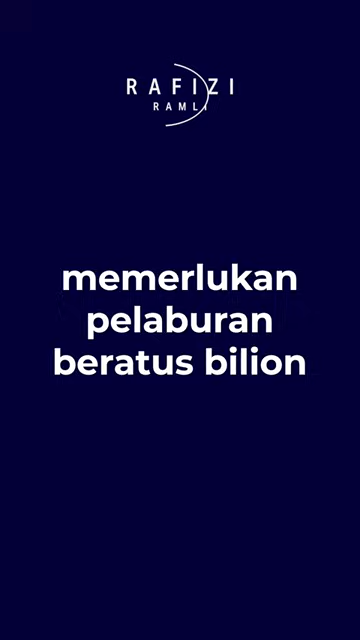 RAFIZI
RAMLI
memerlukan
pelaburan
beratus bilion